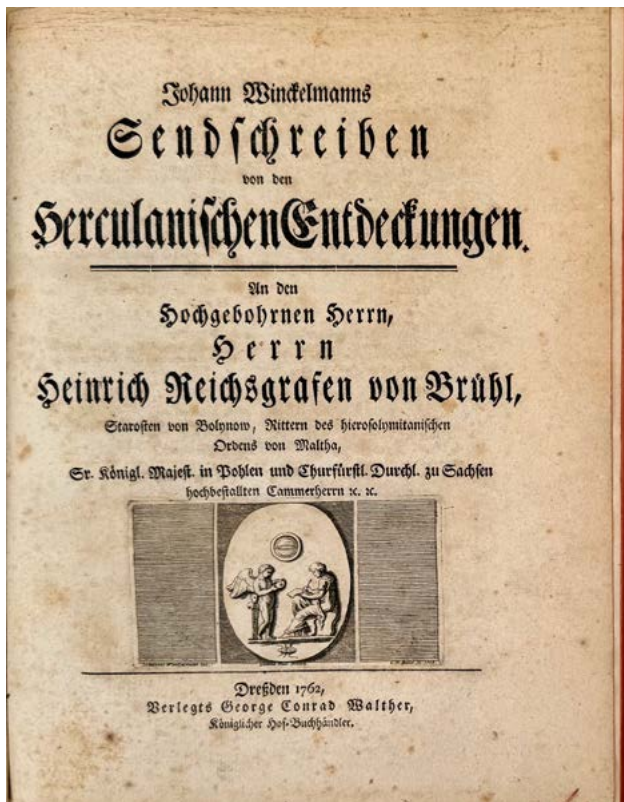 Johann Winckelmanns
Sendschreiben
von den
Herculanischen Entdeckungen.
An den
Hochgebohrnen Herrn,
Herrn
Heinrich Reichsgrafen von Brühl,
Starosten von Bolynow, Rittern des hierosolymitanischen
Ordens von Maltha,
Sr. Königl. Majest. in Pohlen und Churfürstl. Durchl. zu Sachsen
hochbestallten Cammerherrn ꝛc. ꝛc.
Dreßden 1762,
Verlegts George Conrad Walther,
Königlicher Hof-Buchhändler.